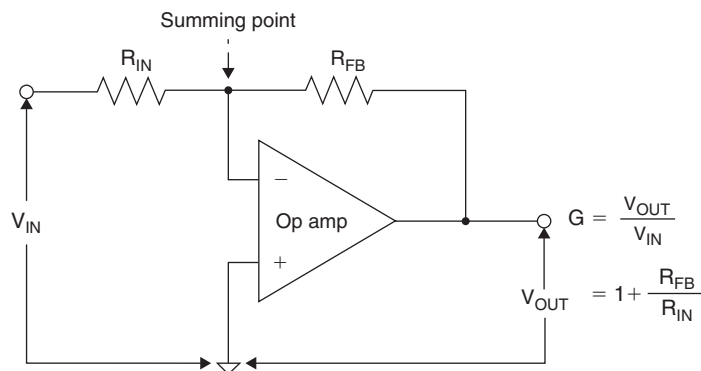 Summing point
R_IN
R_FB
−
Op amp
+
V_IN
G = V_OUT / V_IN
V_OUT
= 1+ R_FB / R_IN